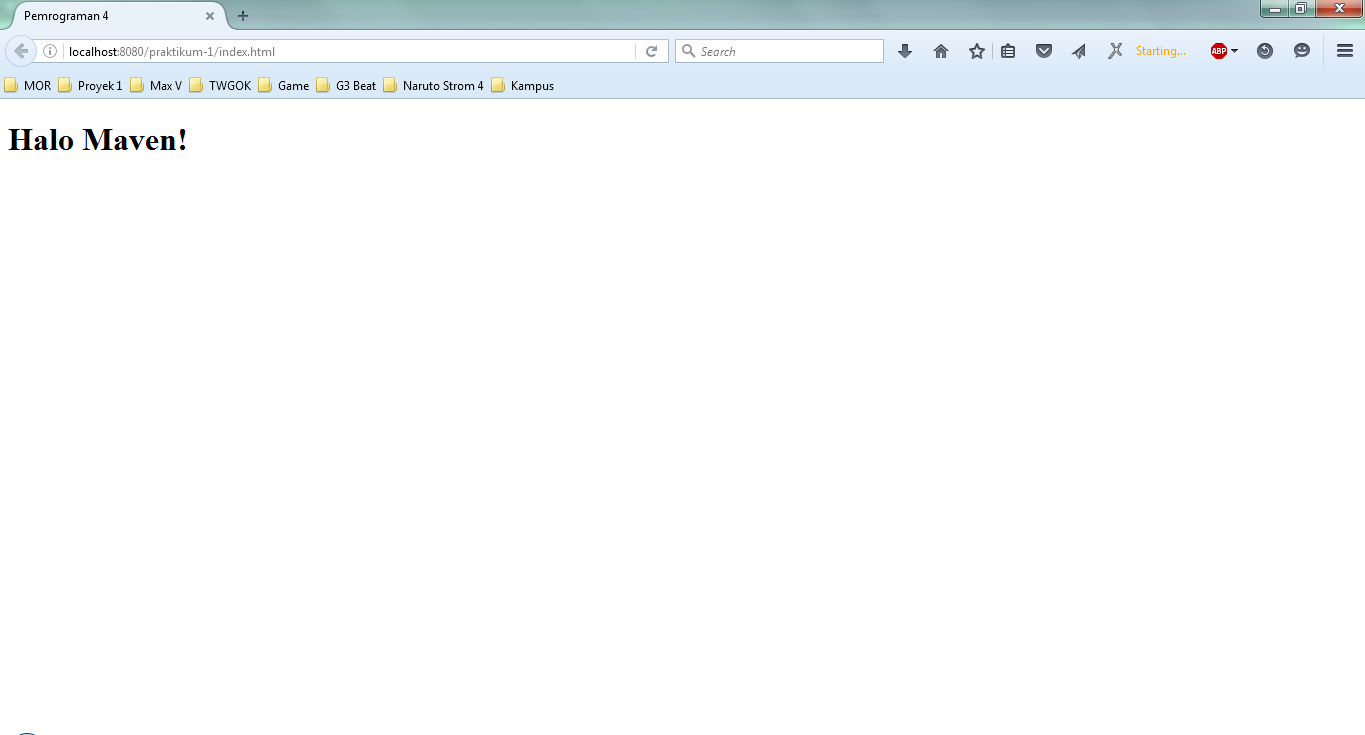 Pemrograman 4
localhost:8080/praktikum-1/index.html Search Starting... ABP
MOR Proyek 1 Max V TWGOK Game G3 Beat Naruto Strom 4 Kampus
Halo Maven!